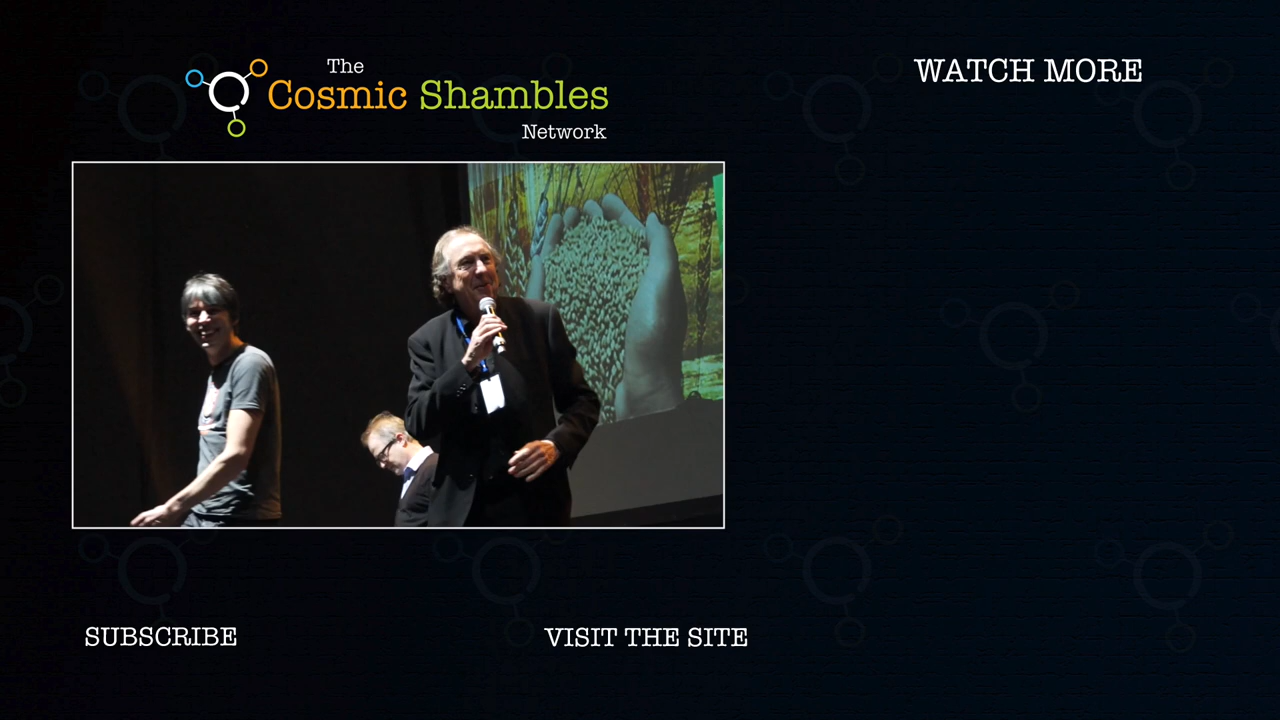 The
Cosmic Shambles
Network
WATCH MORE
SUBSCRIBE
VISIT THE SITE